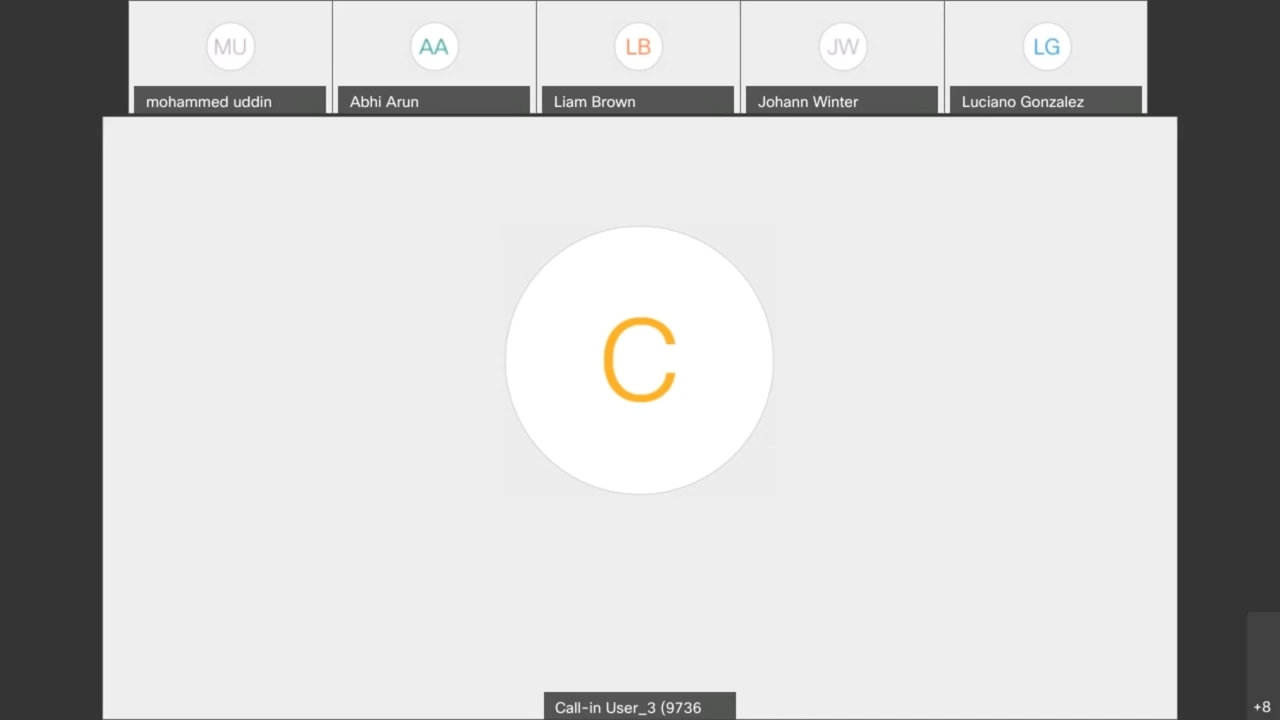 MU
AA
LB
JW
LG
mohammed uddin
Abhi Arun
Liam Brown
Johann Winter
Luciano Gonzalez
C
Call-in User_3 (9736
+8